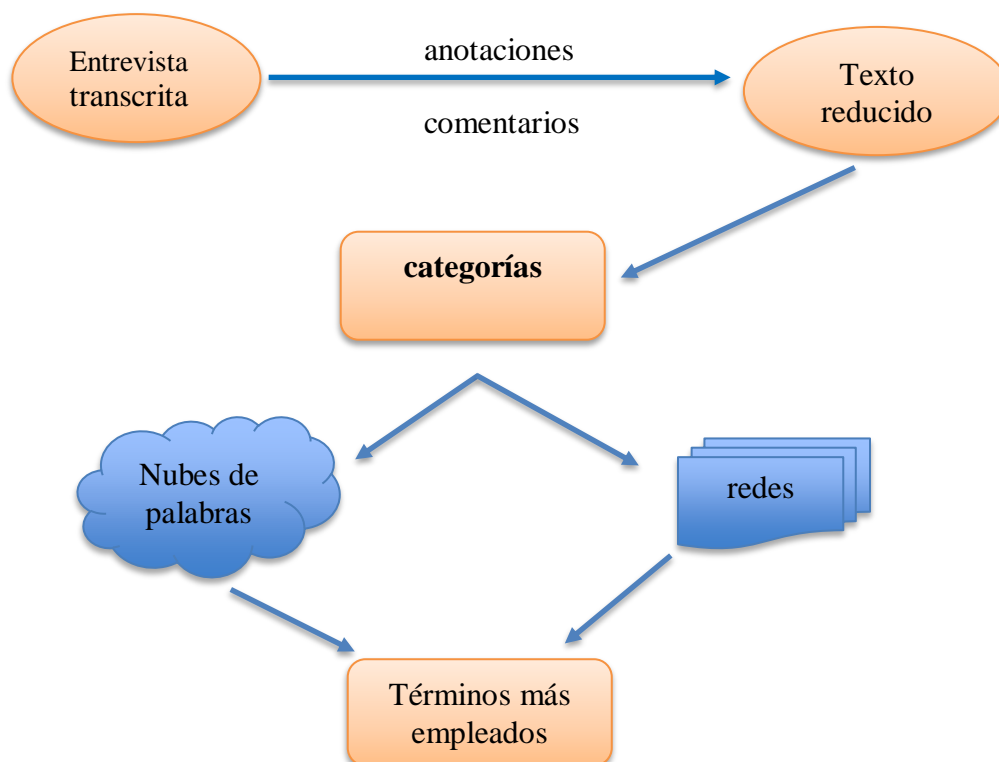 Entrevista
transcrita
anotaciones
comentarios
Texto
reducido
categorías
Nubes de
palabras
redes
Términos más
empleados